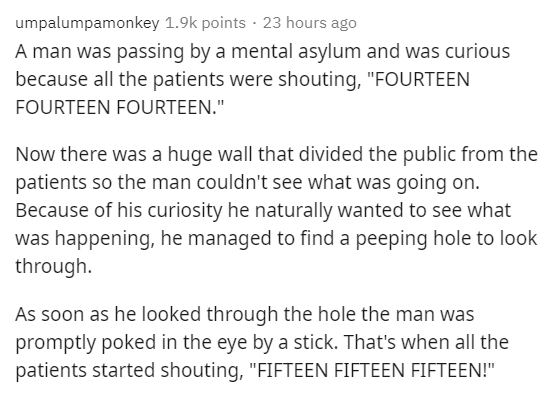 umpalumpamonkey 1.9k points · 23 hours ago
A man was passing by a mental asylum and was curious
because all the patients were shouting, "FOURTEEN
FOURTEEN FOURTEEN."
Now there was a huge wall that divided the public from the
patients so the man couldn't see what was going on.
Because of his curiosity he naturally wanted to see what
was happening, he managed to find a peeping hole to look
through.
As soon as he looked through the hole the man was
promptly poked in the eye by a stick. That's when all the
patients started shouting, "FIFTEEN FIFTEEN FIFTEEN!"